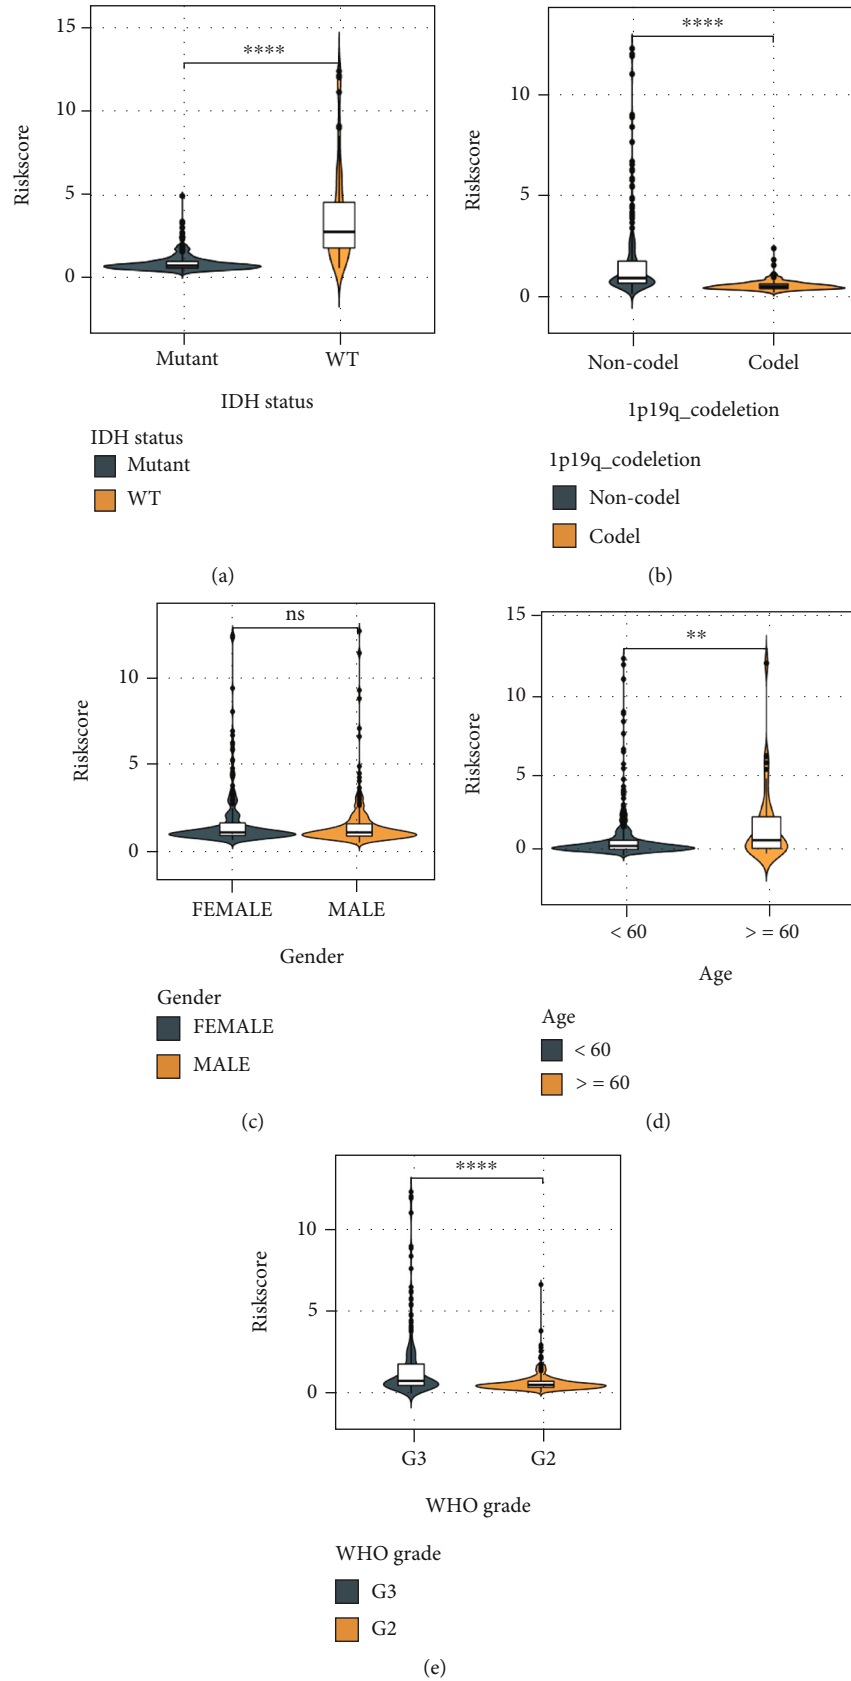 15
10
5
0
Riskscore
****
Mutant
WT
IDH status
IDH status
Mutant
WT
(a)
10
5
0
Riskscore
****
Non-codel
Codel
1p19q_codeletion
1p19q_codeletion
Non-codel
Codel
(b)
10
5
0
Riskscore
ns
FEMALE
MALE
Gender
Gender
FEMALE
MALE
(c)
15
10
5
0
Riskscore
**
< 60
> = 60
Age
Age
< 60
> = 60
(d)
10
5
0
Riskscore
****
G3
G2
WHO grade
WHO grade
G3
G2
(e)